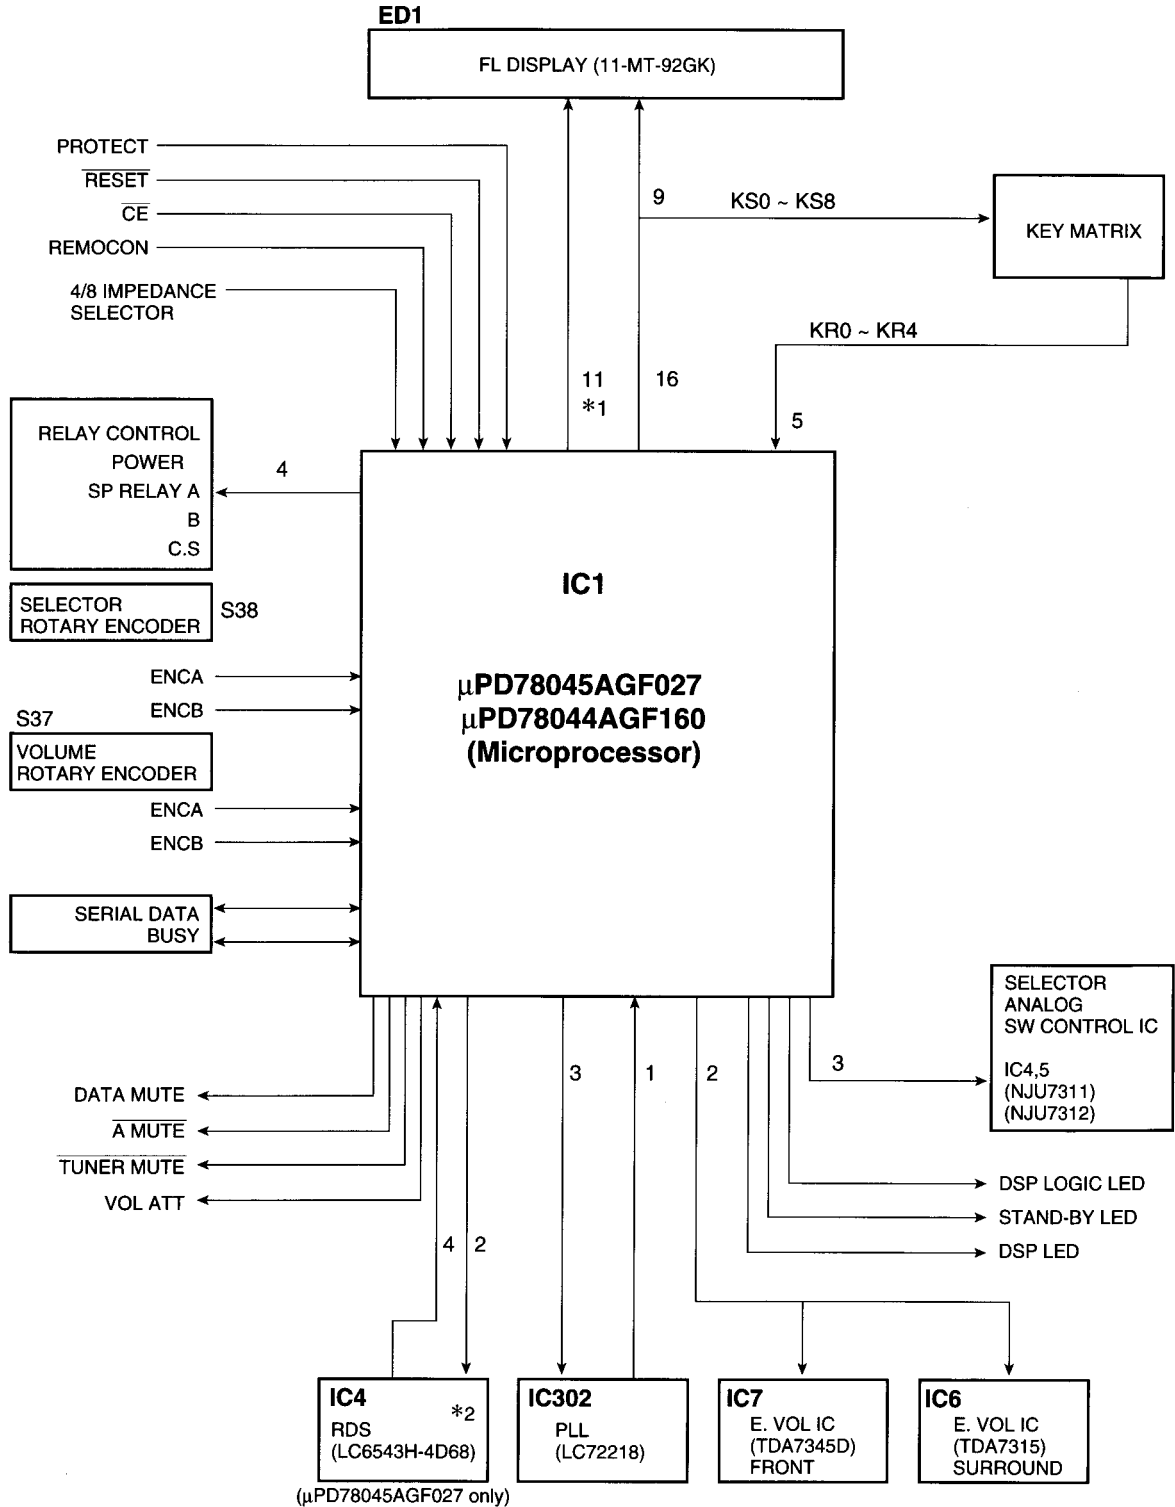 ED1
FL DISPLAY (11-MT-92GK)
PROTECT
RESET
CE
REMOCON
4/8 IMPEDANCE
SELECTOR
9
KS0 ~ KS8
KEY MATRIX
KR0 ~ KR4
11
*1
16
5
RELAY CONTROL
POWER
SP RELAY A
B
C.S
4
SELECTOR
ROTARY ENCODER
S38
ENCA
ENCB
S37
VOLUME
ROTARY ENCODER
ENCA
ENCB
SERIAL DATA
BUSY
IC1
µPD78045AGF027
µPD78044AGF160
(Microprocessor)
DATA MUTE
A MUTE
TUNER MUTE
VOL ATT
4
2
3
1
2
3
SELECTOR
ANALOG
SW CONTROL IC
IC4,5
(NJU7311)
(NJU7312)
DSP LOGIC LED
STAND-BY LED
DSP LED
IC4
*2
RDS
(LC6543H-4D68)
(µPD78045AGF027 only)
IC302
PLL
(LC72218)
IC7
E. VOL IC
(TDA7345D)
FRONT
IC6
E. VOL IC
(TDA7315)
SURROUND